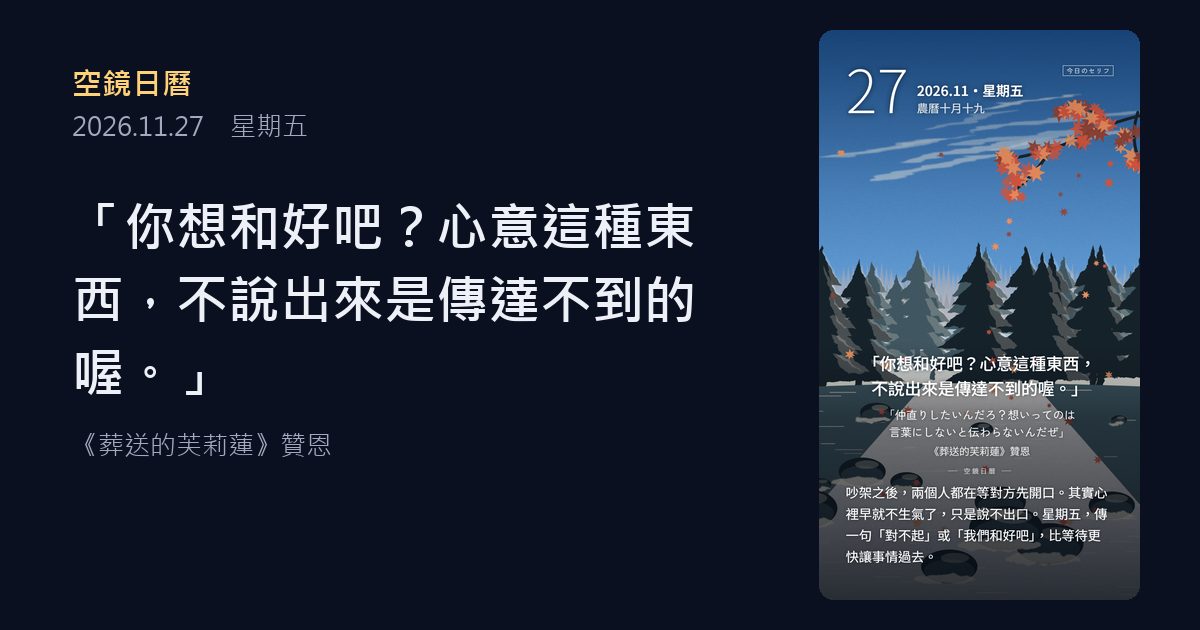 空鏡日曆
2026.11.27 星期五
「你想和好吧？心意這種東
西，不說出來是傳達不到的
喔。」
《葬送的芙莉蓮》贊恩
27
2026.11・星期五
農曆十月十九
今日のセリフ
「你想和好吧？心意這種東西，
不說出來是傳達不到的喔。」
「仲直りしたいんだろ？想いってのは
言葉にしないと伝わらないんだぜ」
《葬送的芙莉蓮》贊恩
— 空鏡日曆 —
吵架之後，兩個人都在等對方先開口。其實心
裡早就不生氣了，只是說不出口。星期五，傳
一句「對不起」或「我們和好吧」，比等待更
快讓事情過去。